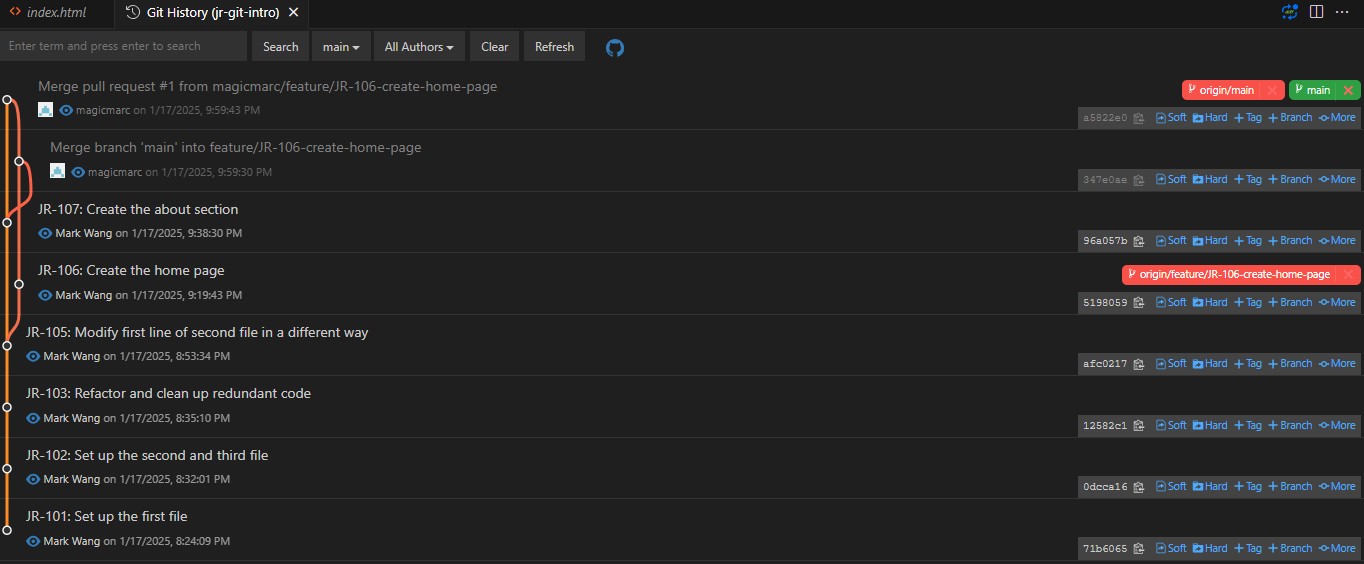 index.html
Git History (jr-git-intro)
Enter term and press enter to search Search main All Authors Clear Refresh
Merge pull request #1 from magicmarc/feature/JR-106-create-home-page origin/main main
magicmarc on 1/17/2025, 9:59:43 PM a5822e0 Soft Hard Tag Branch More
Merge branch 'main' into feature/JR-106-create-home-page
magicmarc on 1/17/2025, 9:59:30 PM 347e0ae Soft Hard Tag Branch More
JR-107: Create the about section
Mark Wang on 1/17/2025, 9:38:30 PM 96a057b Soft Hard Tag Branch More
JR-106: Create the home page origin/feature/JR-106-create-home-page
Mark Wang on 1/17/2025, 9:19:43 PM 5198059 Soft Hard Tag Branch More
JR-105: Modify first line of second file in a different way
Mark Wang on 1/17/2025, 8:53:34 PM afc0217 Soft Hard Tag Branch More
JR-103: Refactor and clean up redundant code
Mark Wang on 1/17/2025, 8:35:10 PM 12582c1 Soft Hard Tag Branch More
JR-102: Set up the second and third file
Mark Wang on 1/17/2025, 8:32:01 PM 0dcca16 Soft Hard Tag Branch More
JR-101: Set up the first file
Mark Wang on 1/17/2025, 8:24:09 PM 71b6065 Soft Hard Tag Branch More